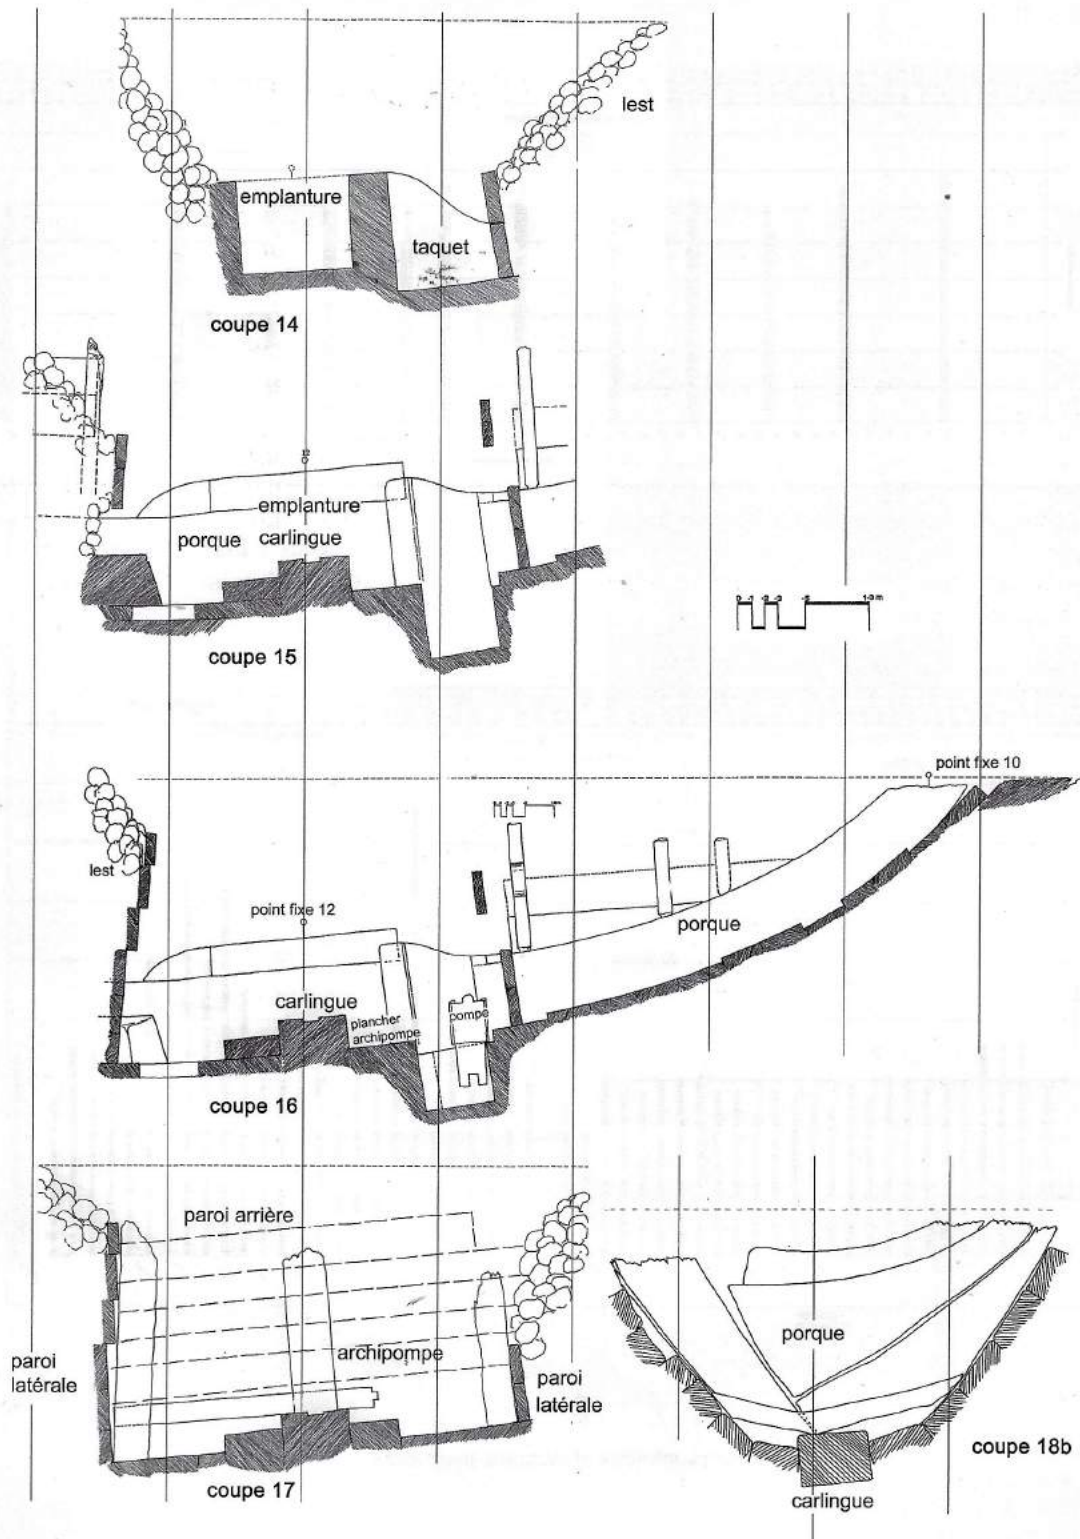 lest
emplanture
taquet
coupe 14
12
emplanture
porque carlingue
coupe 15
point fixe 10
lest
point fixe 12
porque
carlingue
pompe
plancher
archipompe
coupe 16
paroi arrière
archipompe
paroi
latérale
paroi
latérale
coupe 17
porque
coupe 18b
carlingue